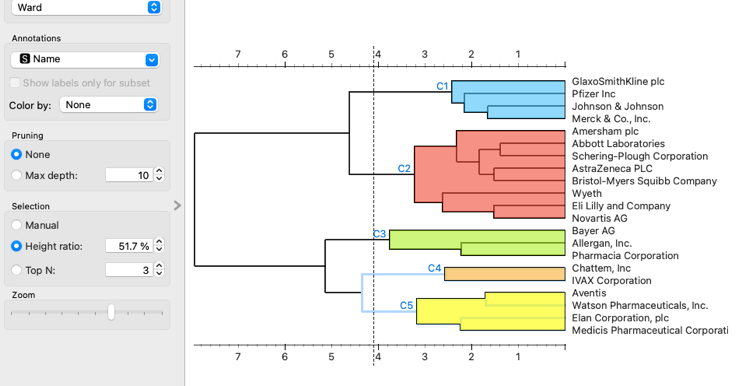 Ward
Annotations
S Name
Show labels only for subset
Color by: None
Pruning
None
Max depth: 10
Selection
Manual
Height ratio: 51.7 %
Top N: 3
Zoom
7 6 5 4 3 2 1
C1
GlaxoSmithKline plc
Pfizer Inc
Johnson & Johnson
Merck & Co., Inc.
Amersham plc
Abbott Laboratories
Schering-Plough Corporation
C2
AstraZeneca PLC
Bristol-Myers Squibb Company
Wyeth
Eli Lilly and Company
Novartis AG
C3
Bayer AG
Allergan, Inc.
Pharmacia Corporation
C4
Chattem, Inc
IVAX Corporation
Aventis
C5
Watson Pharmaceuticals, Inc.
Elan Corporation, plc
Medicis Pharmaceutical Corporati
7 6 5 4 3 2 1